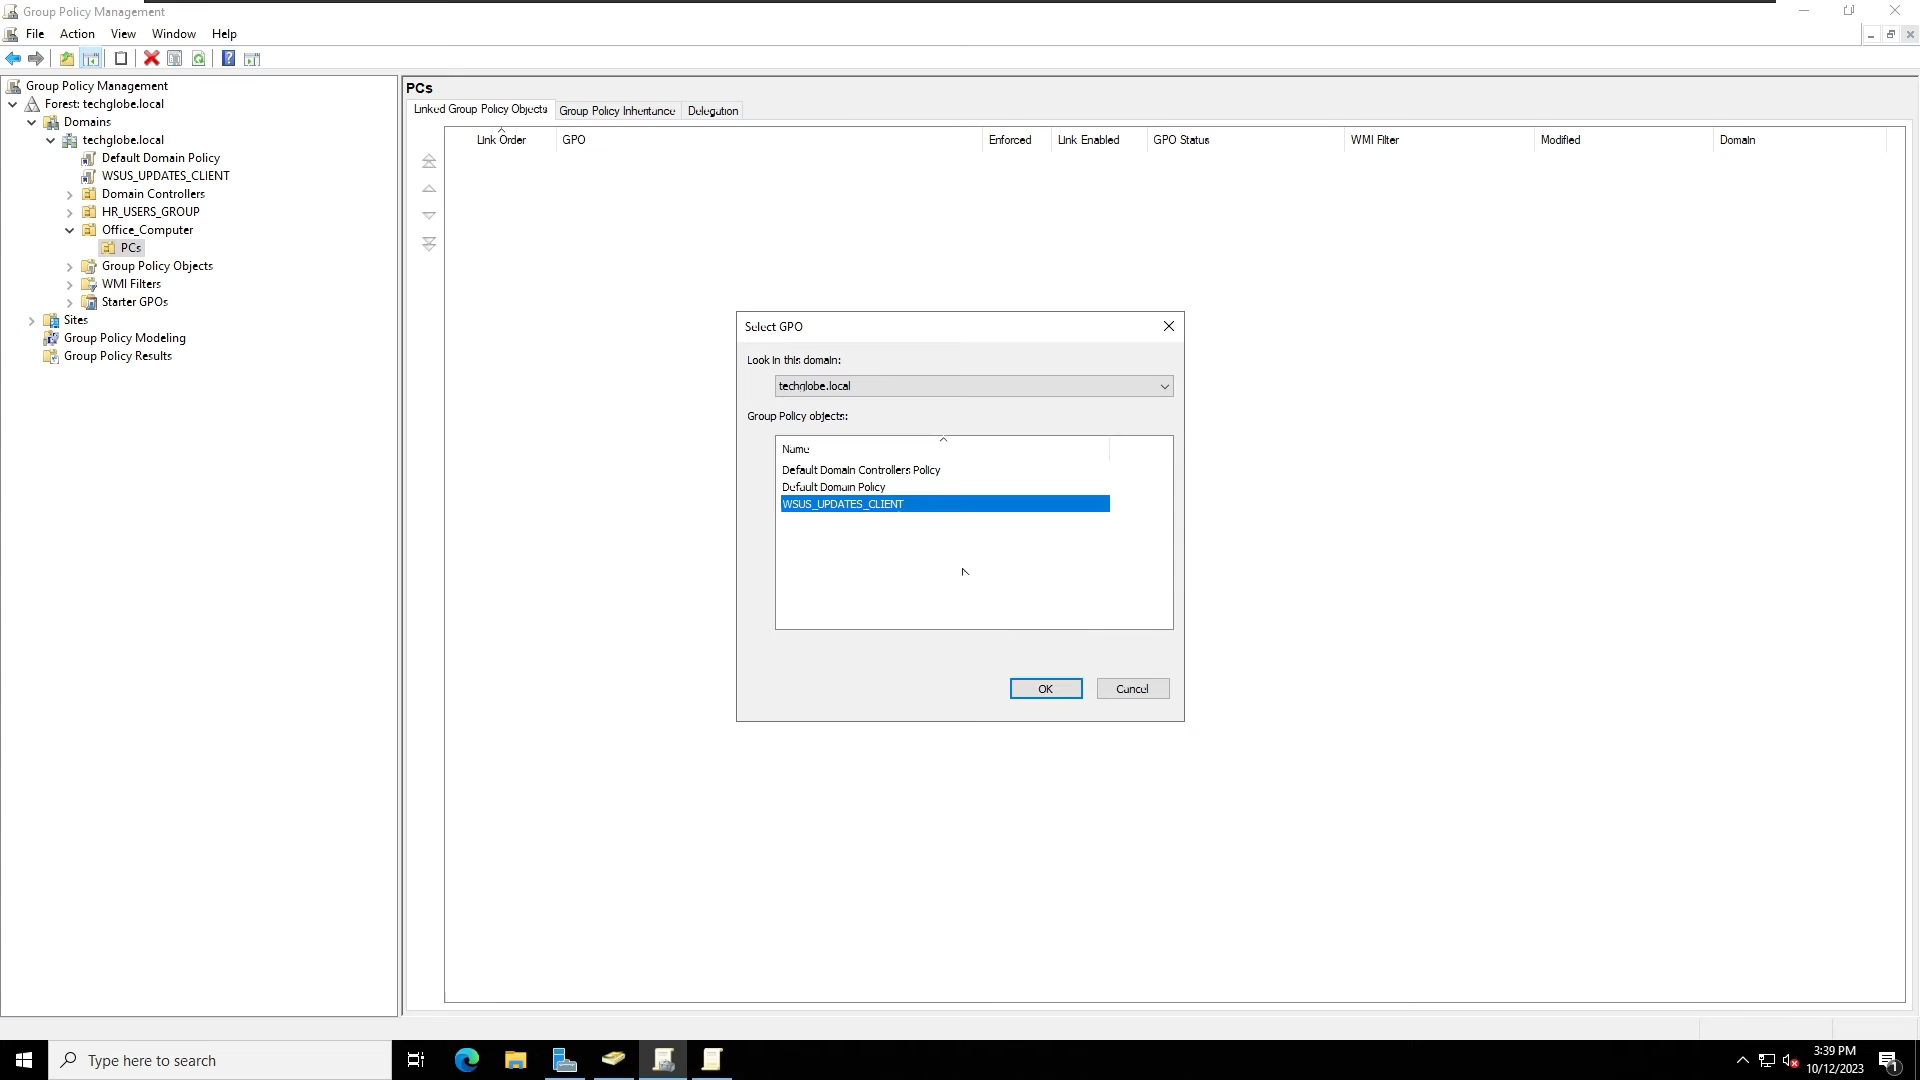 Group Policy Management
File Action View Window Help
Group Policy Management
Forest: techglobe.local
Domains
techglobe.local
Default Domain Policy
WSUS_UPDATES_CLIENT
Domain Controllers
HR_USERS_GROUP
Office_Computer
PCs
Group Policy Objects
WMI Filters
Starter GPOs
Sites
Group Policy Modeling
Group Policy Results
PCs
Linked Group Policy Objects Group Policy Inheritance Delegation
Link Order GPO Enforced Link Enabled GPO Status WMI Filter Modified Domain
Select GPO
Look in this domain:
techglobe.local
Group Policy objects:
Name
Default Domain Controllers Policy
Default Domain Policy
WSUS_UPDATES_CLIENT
OK Cancel
Type here to search
3:39 PM
10/12/2023
1